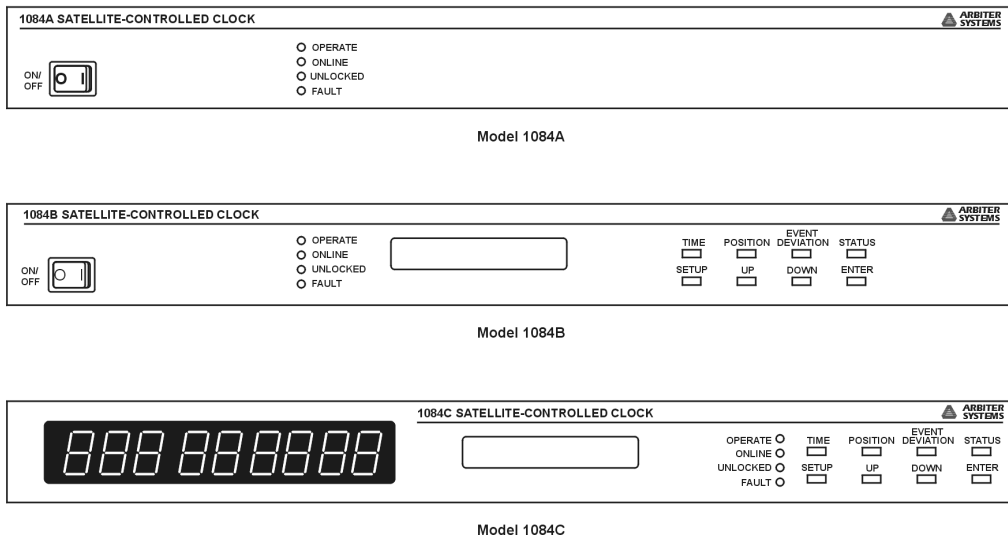 1084A SATELLITE-CONTROLLED CLOCK
ARBITER
SYSTEMS
ON/
OFF
O I
OPERATE
ONLINE
UNLOCKED
FAULT
Model 1084A
1084B SATELLITE-CONTROLLED CLOCK
ARBITER
SYSTEMS
ON/
OFF
O I
OPERATE
ONLINE
UNLOCKED
FAULT
TIME POSITION EVENT DEVIATION STATUS
SETUP UP DOWN ENTER
Model 1084B
1084C SATELLITE-CONTROLLED CLOCK
ARBITER
SYSTEMS
888 888888
OPERATE
ONLINE
UNLOCKED
FAULT
TIME POSITION EVENT DEVIATION STATUS
SETUP UP DOWN ENTER
Model 1084C